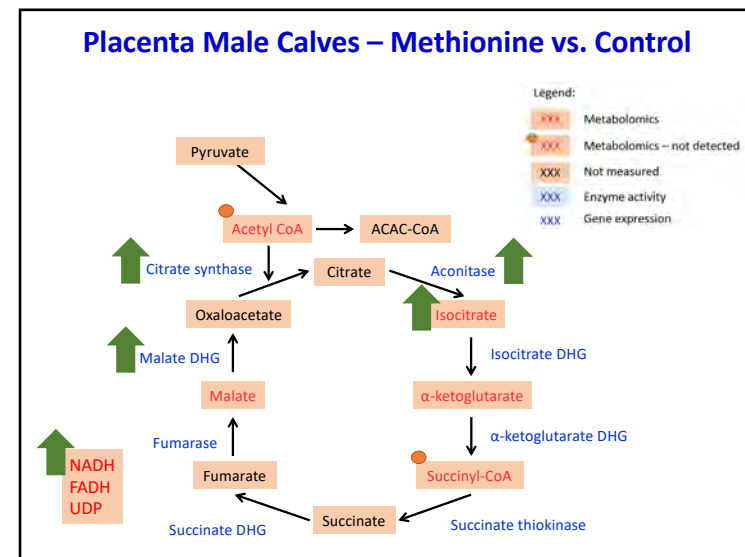 Placenta Male Calves – Methionine vs. Control
Legend:
XXX Metabolomics
XXX Metabolomics – not detected
XXX Not measured
XXX Enzyme activity
XXX Gene expression
Pyruvate
Acetyl CoA
ACAC-CoA
Citrate synthase
Citrate
Aconitase
Oxaloacetate
Isocitrate
Malate DHG
Isocitrate DHG
Malate
α-ketoglutarate
Fumarase
α-ketoglutarate DHG
NADH
FADH
UDP
Fumarate
Succinyl-CoA
Succinate DHG
Succinate
Succinate thiokinase